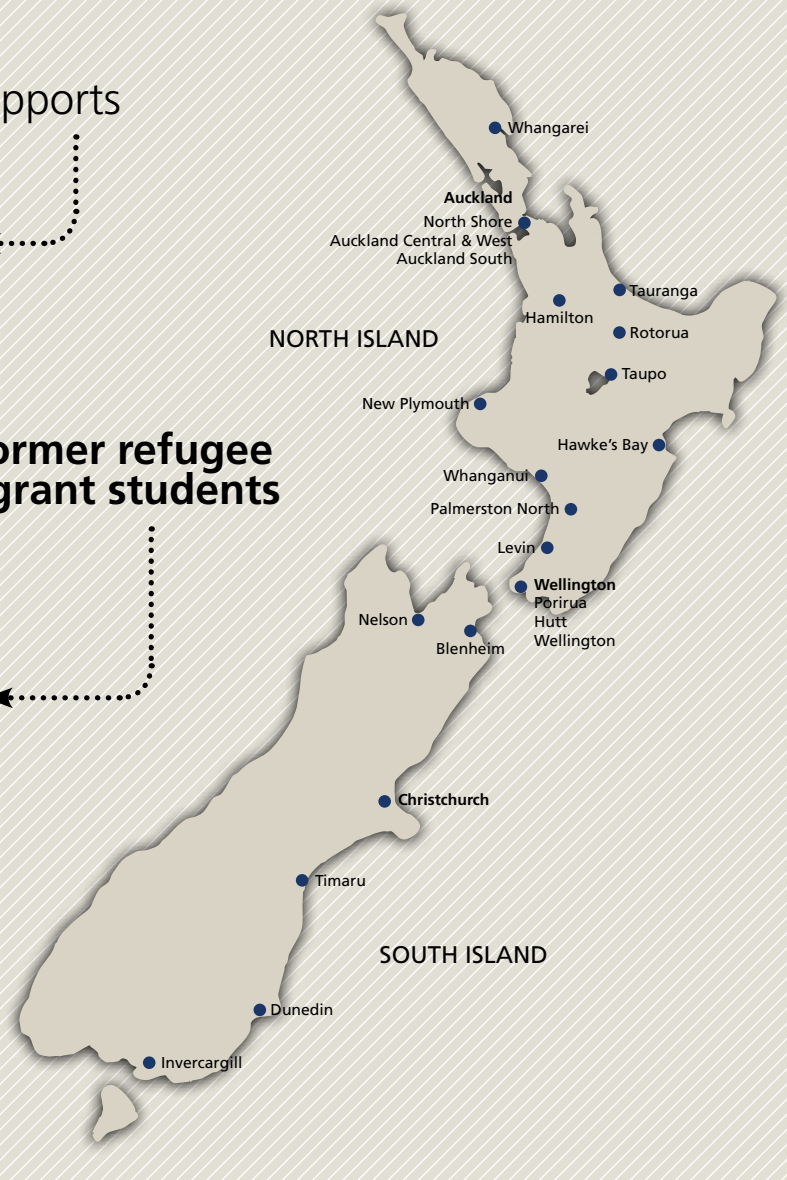 pports
Whangarei
Auckland
North Shore
Auckland Central & West
Auckland South
Tauranga
Hamilton
Rotorua
NORTH ISLAND
Taupo
New Plymouth
ormer refugee
grant students
Hawke’s Bay
Whanganui
Palmerston North
Levin
Wellington
Porirua
Hutt
Wellington
Nelson
Blenheim
Christchurch
Timaru
SOUTH ISLAND
Dunedin
Invercargill